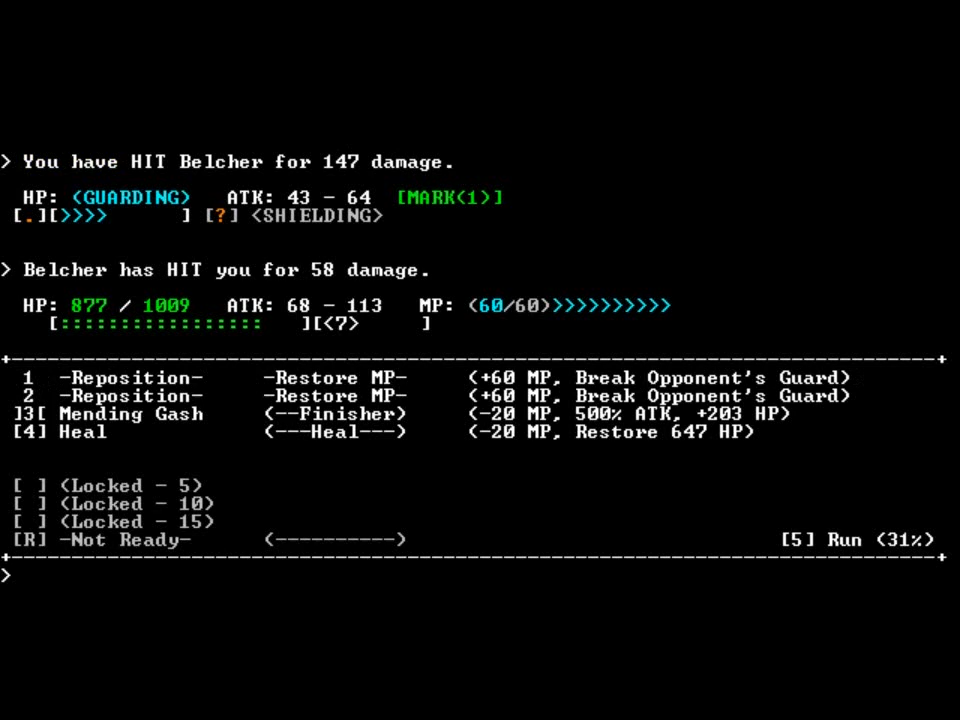 > You have HIT Belcher for 147 damage.
HP: (GUARDING) ATK: 43 - 64 [MARK(1)]
[.][>>>> ] [?] <SHIELDING>
> Belcher has HIT you for 58 damage.
HP: 877 / 1009 ATK: 68 - 113 MP: (60/60)>>>>>>>>>>
[::::::::::::::::: ][<7> ]
+------------------------------------------------------------------------------+
1 -Reposition- -Restore MP- (+60 MP, Break Opponent's Guard)
2 -Reposition- -Restore MP- (+60 MP, Break Opponent's Guard)
]3[ Mending Gash (--Finisher) (-20 MP, 500% ATK, +203 HP)
[4] Heal (---Heal---) (-20 MP, Restore 647 HP)
[ ] (Locked - 5)
[ ] (Locked - 10)
[ ] (Locked - 15)
[R] -Not Ready- (----------) [5] Run (31%)
+------------------------------------------------------------------------------+
>